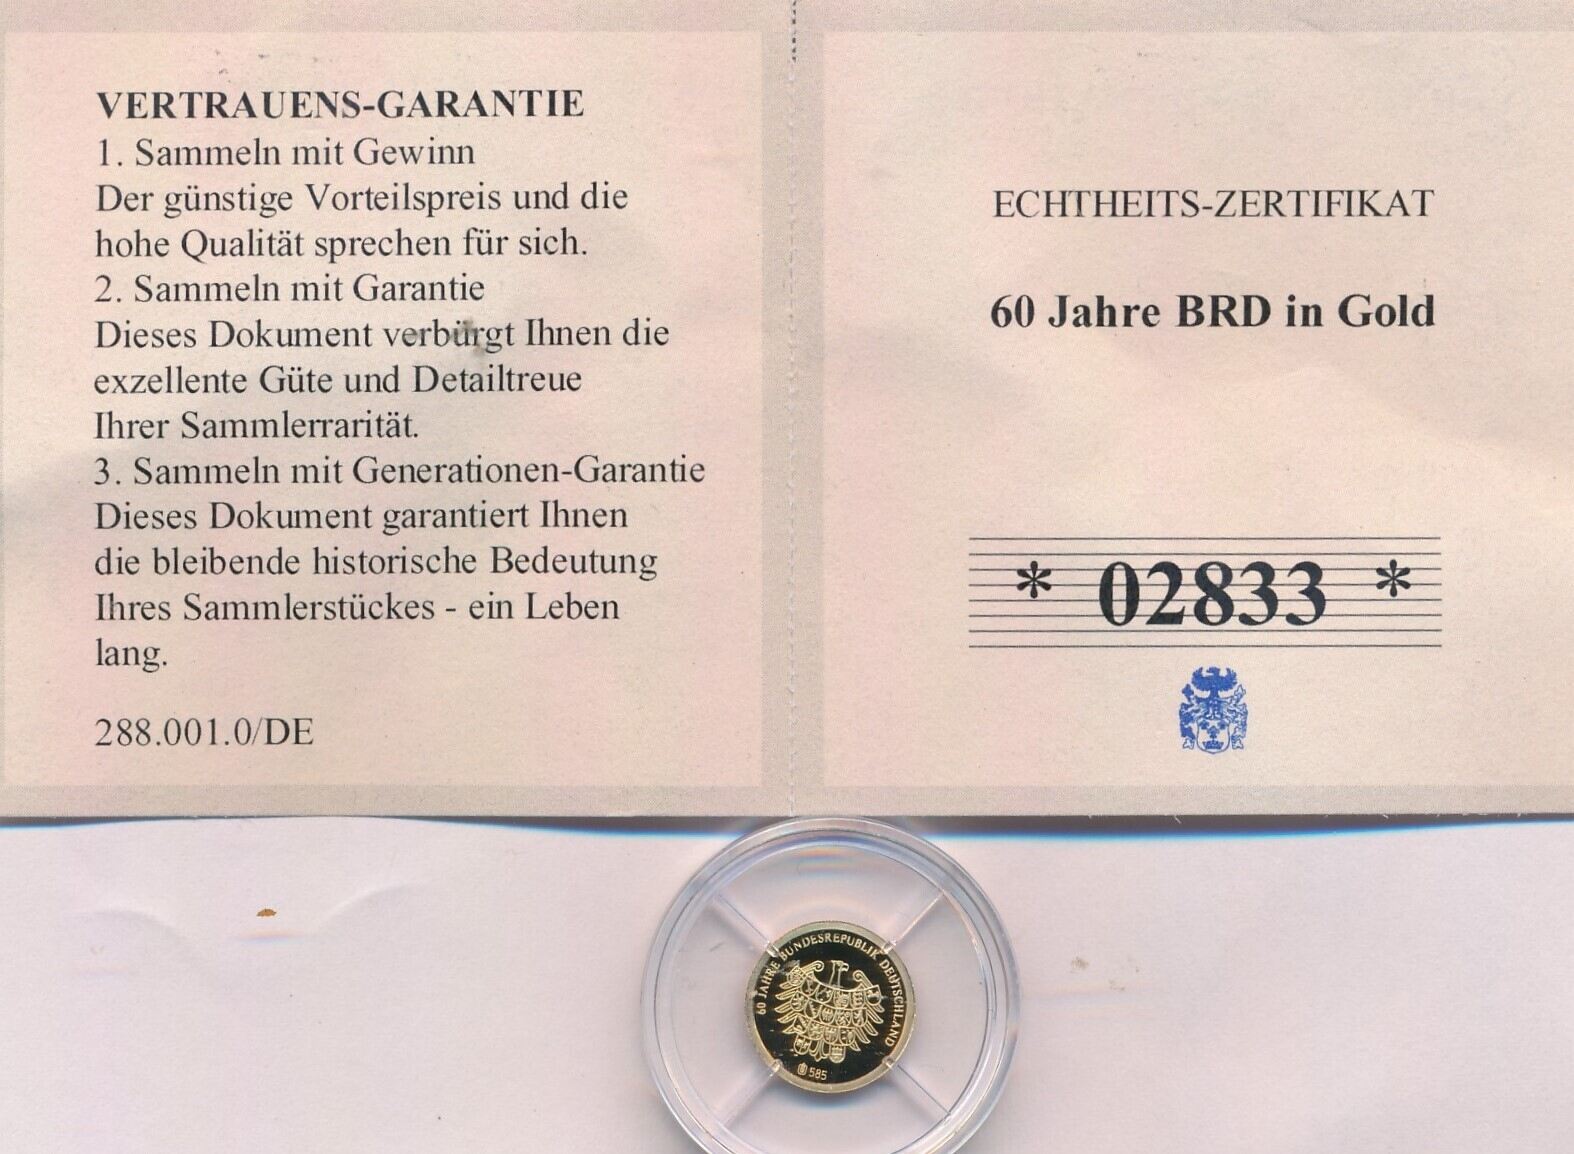 VERTRAUENS-GARANTIE
1. Sammeln mit Gewinn
Der günstige Vorteilspreis und die
hohe Qualität sprechen für sich.
2. Sammeln mit Garantie
Dieses Dokument verbürgt Ihnen die
exzellente Güte und Detailtreue
Ihrer Sammlerrarität.
3. Sammeln mit Generationen-Garantie
Dieses Dokument garantiert Ihnen
die bleibende historische Bedeutung
Ihres Sammlerstückes - ein Leben
lang.
288.001.0/DE
ECHTHEITS-ZERTIFIKAT
60 Jahre BRD in Gold
* 02833 *
60 JAHRE BUNDESREPUBLIK DEUTSCHLAND
585